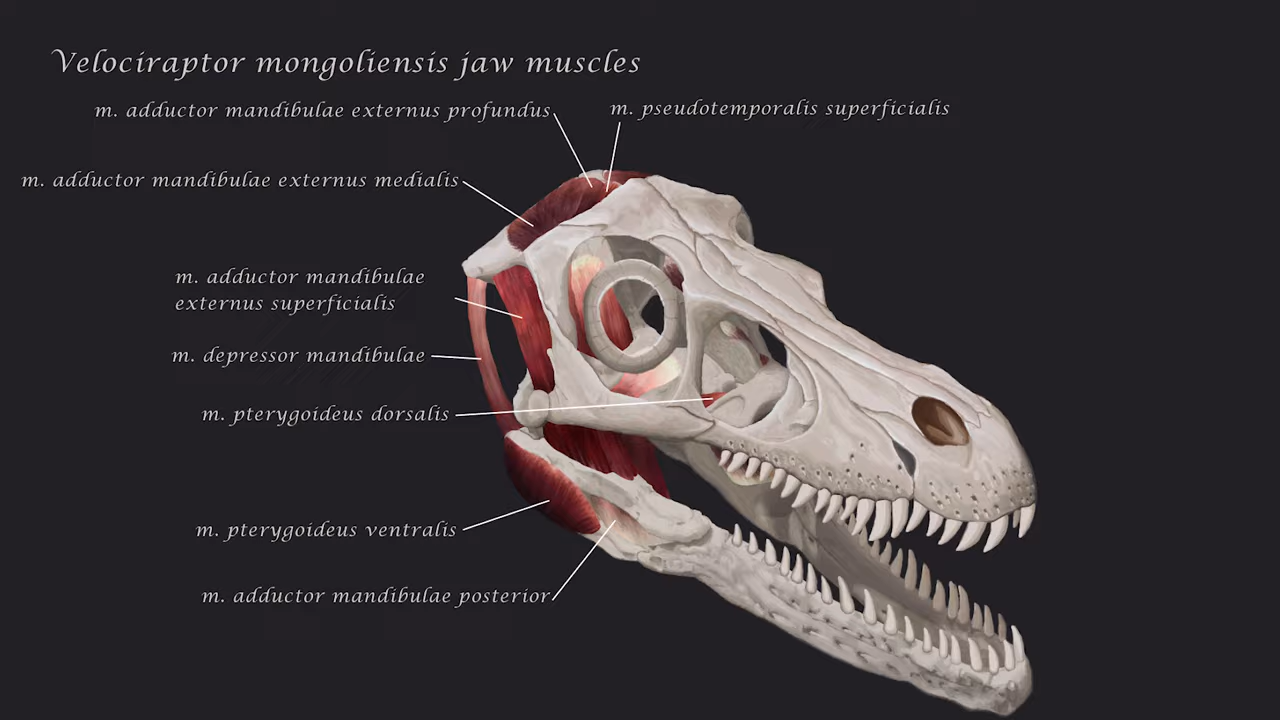 Velociraptor mongoliensis jaw muscles
m. adductor mandibulae externus profundus
m. pseudotemporalis superficialis
m. adductor mandibulae externus medialis
m. adductor mandibulae
externus superficialis
m. depressor mandibulae
m. pterygoideus dorsalis
m. pterygoideus ventralis
m. adductor mandibulae posterior